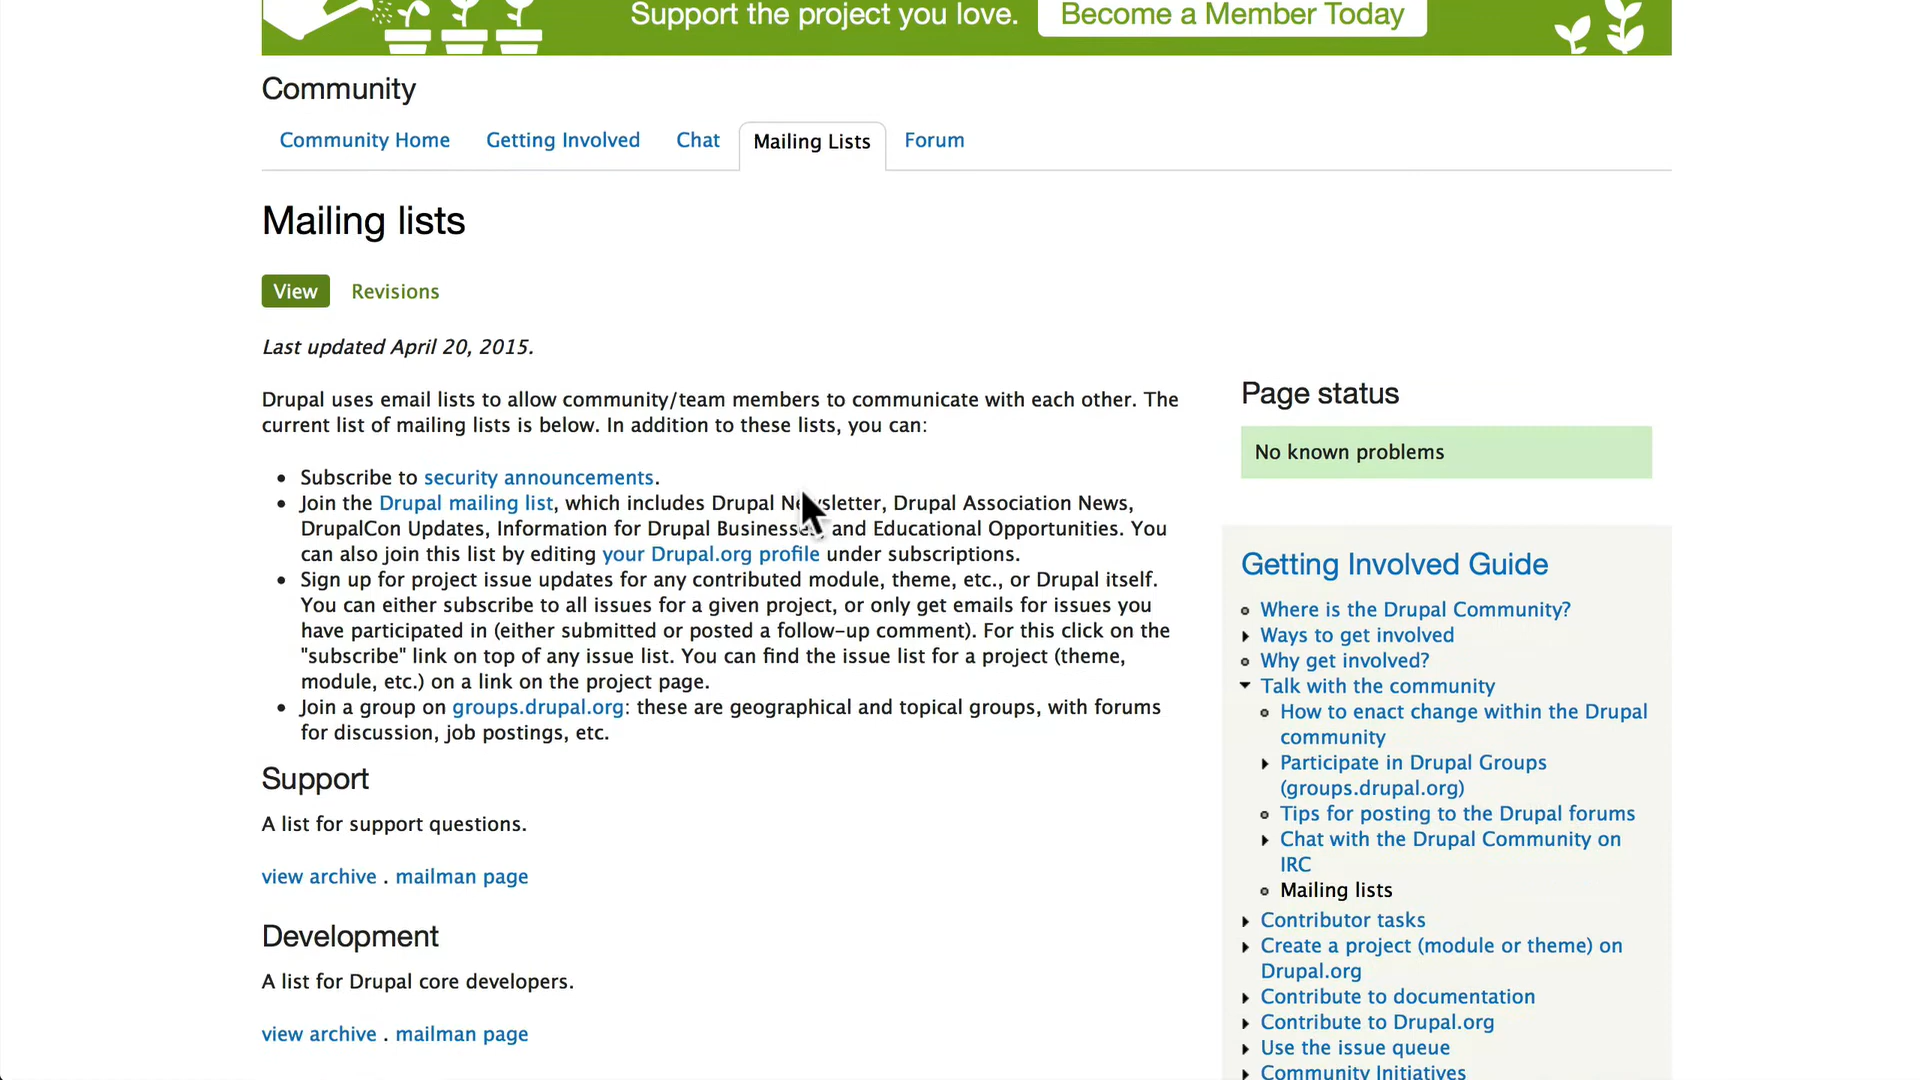 Support the project you love. Become a Member Today
Community
Community Home Getting Involved Chat Mailing Lists Forum
Mailing lists
View Revisions
Last updated April 20, 2015.
Drupal uses email lists to allow community/team members to communicate with each other. The
current list of mailing lists is below. In addition to these lists, you can:
• Subscribe to security announcements.
• Join the Drupal mailing list, which includes Drupal Newsletter, Drupal Association News,
DrupalCon Updates, Information for Drupal Businesses, and Educational Opportunities. You
can also join this list by editing your Drupal.org profile under subscriptions.
• Sign up for project issue updates for any contributed module, theme, etc., or Drupal itself.
You can either subscribe to all issues for a given project, or only get emails for issues you
have participated in (either submitted or posted a follow-up comment). For this click on the
"subscribe" link on top of any issue list. You can find the issue list for a project (theme,
module, etc.) on a link on the project page.
• Join a group on groups.drupal.org: these are geographical and topical groups, with forums
for discussion, job postings, etc.
Support
A list for support questions.
view archive . mailman page
Development
A list for Drupal core developers.
view archive . mailman page
Page status
No known problems
Getting Involved Guide
Where is the Drupal Community?
Ways to get involved
Why get involved?
Talk with the community
How to enact change within the Drupal
community
Participate in Drupal Groups
(groups.drupal.org)
Tips for posting to the Drupal forums
Chat with the Drupal Community on
IRC
Mailing lists
Contributor tasks
Create a project (module or theme) on
Drupal.org
Contribute to documentation
Contribute to Drupal.org
Use the issue queue
Community Initiatives